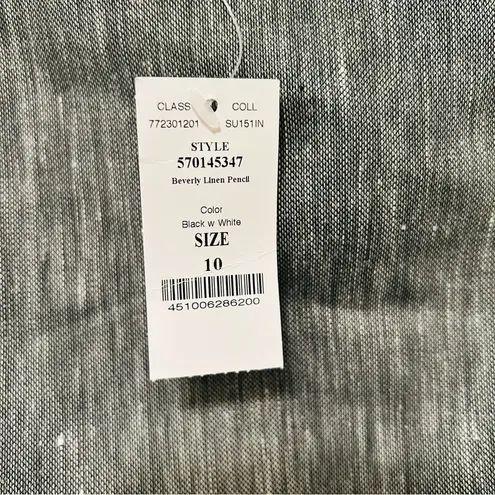 CLASS COLL
772301201 SU151IN
STYLE
570145347
Beverly Linen Pencil
Color
Black w White
SIZE
10
451006286200